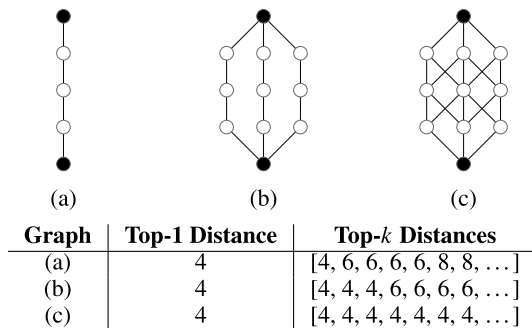 (a) (b) (c)
Graph Top-1 Distance Top-k Distances
(a) 4 [4, 6, 6, 6, 6, 8, 8, ...]
(b) 4 [4, 4, 4, 6, 6, 6, 6, ...]
(c) 4 [4, 4, 4, 4, 4, 4, 4, ...]